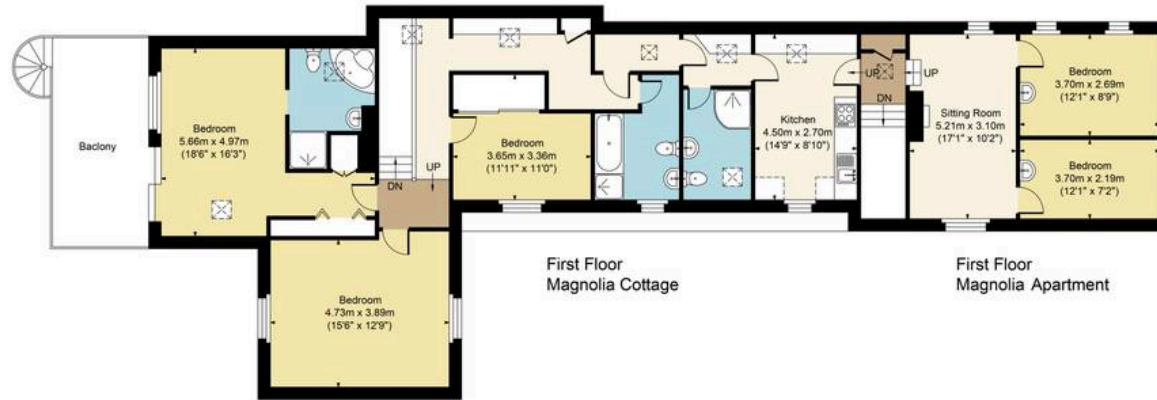 Baclony
Bedroom
5.66m x 4.97m
(18'6" x 16'3")
DN
UP
Bedroom
4.73m x 3.89m
(15'6" x 12'9")
Bedroom
3.65m x 3.36m
(11'11" x 11'0")
Kitchen
4.50m x 2.70m
(14'9" x 8'10")
UP
UP
DN
Sitting Room
5.21m x 3.10m
(17'1" x 10'2")
Bedroom
3.70m x 2.69m
(12'1" x 8'9")
Bedroom
3.70m x 2.19m
(12'1" x 7'2")
First Floor
Magnolia Cottage
First Floor
Magnolia Apartment